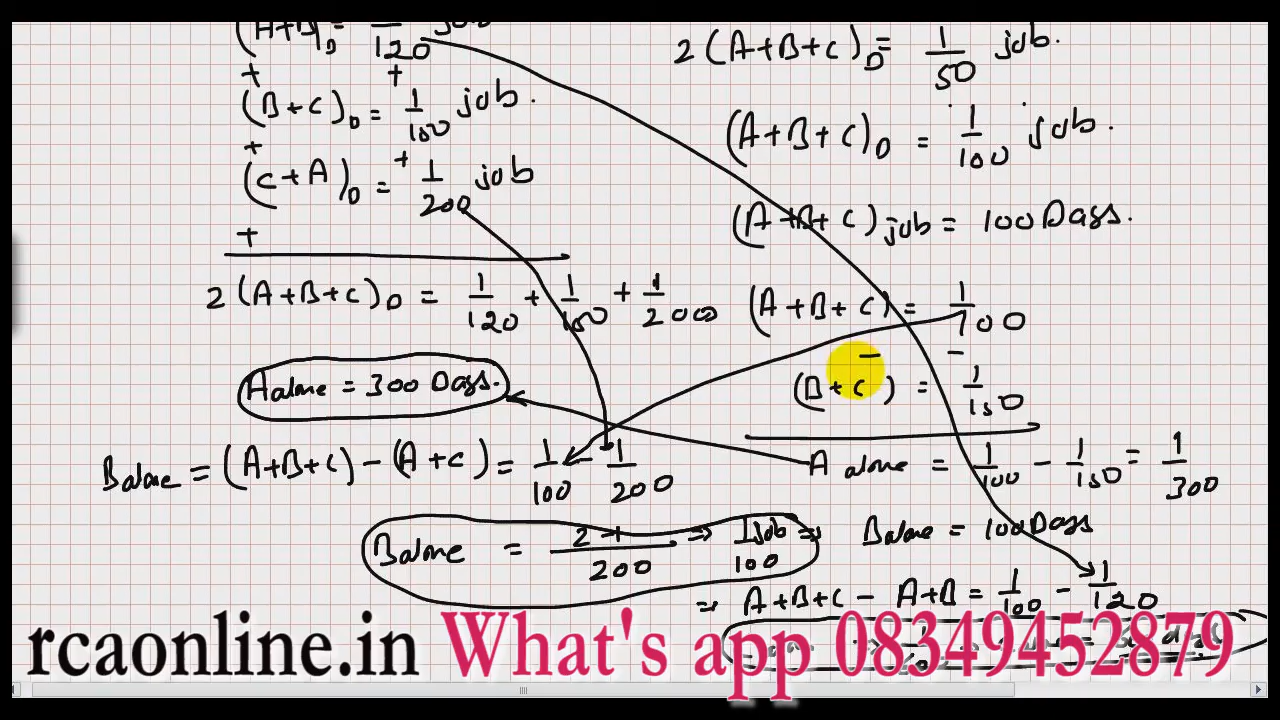 (A+B)D = 1/120 job
+ +
(B+C)D = 1/150 job.
+ +
(C+A)D = 1/200 job
+
2(A+B+C)D = 1/120 + 1/150 + 1/200
A alone = 300 Days.
B alone = (A+B+C) - (A+C) = 1/100 - 1/200
B alone = 2-1/200 ⇒ 1 job/100 ⇒
2(A+B+C)D = 1/50 job.
(A+B+C)D = 1/100 job.
(A+B+C)job = 100 Days.
(A+B+C) = 1/100
- -
(B+C) = 1/150
A alone = 1/100 - 1/150 = 1/300
B alone = 100 Days
⇒ A+B+C - A+B = 1/100 - 1/120
rcaonline.in What's app 08349452879